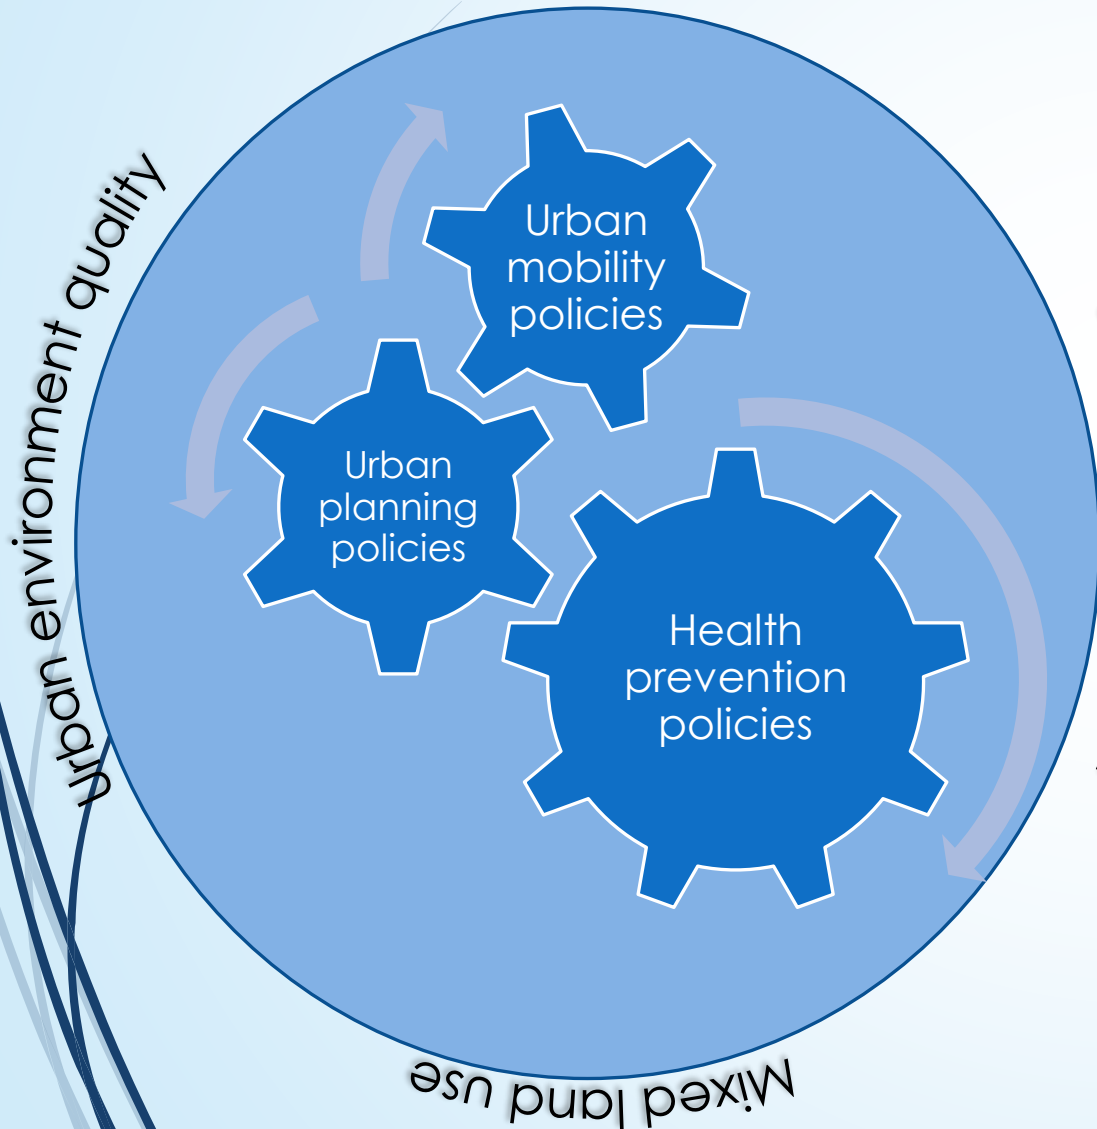 Urban environment quality
Urban
mobility
policies
Urban
planning
policies
Health
prevention
policies
Mixed land use